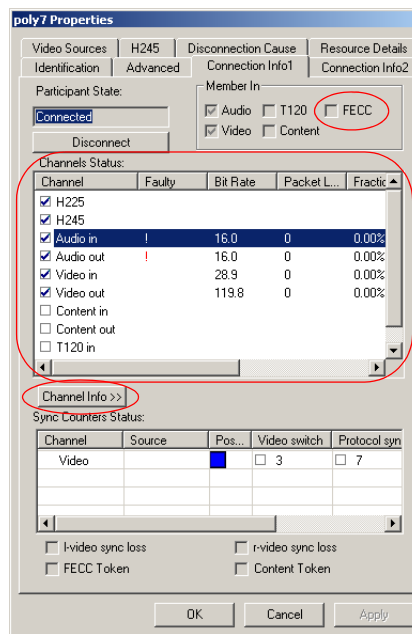 poly7 Properties
Video Sources H245 Disconnection Cause Resource Details
Identification Advanced Connection Info1 Connection Info2
Participant State:
Connected
Disconnect
Member In
Audio T120 FECC
Video Content
Channels Status:
Channel Faulty Bit Rate Packet L... Fractic
H225
H245
Audio in ! 16.0 0 0.00%
Audio out ! 16.0 0 0.00%
Video in 28.9 0 0.00%
Video out 119.8 0 0.00%
Content in
Content out
T120 in
Channel Info >>
Sync Counters Status:
Channel Source Pos... Video switch Protocol syn
Video 3 7
l-video sync loss r-video sync loss
FECC Token Content Token
OK Cancel Apply